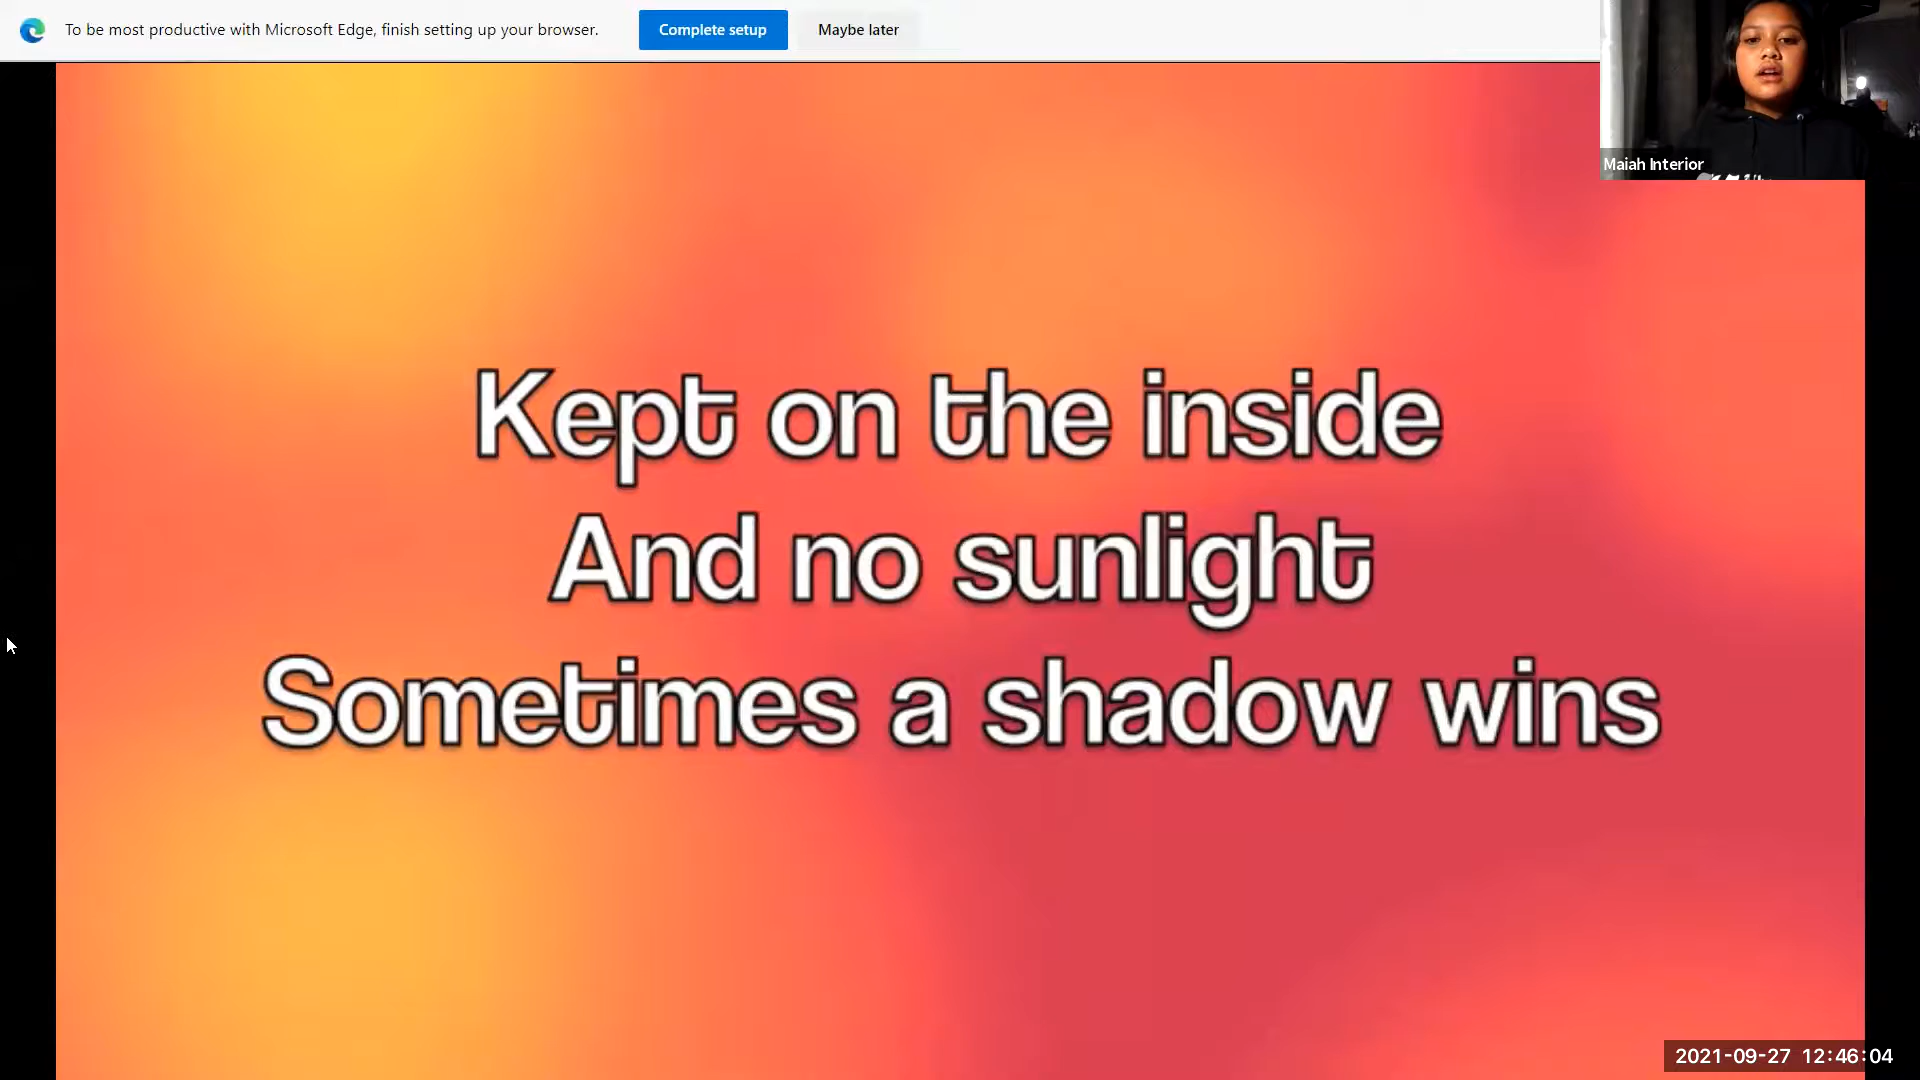 To be most productive with Microsoft Edge, finish setting up your browser. Complete setup Maybe later
Maiah Interior
Kept on the inside
And no sunlight
Sometimes a shadow wins
2021-09-27 12:46:04